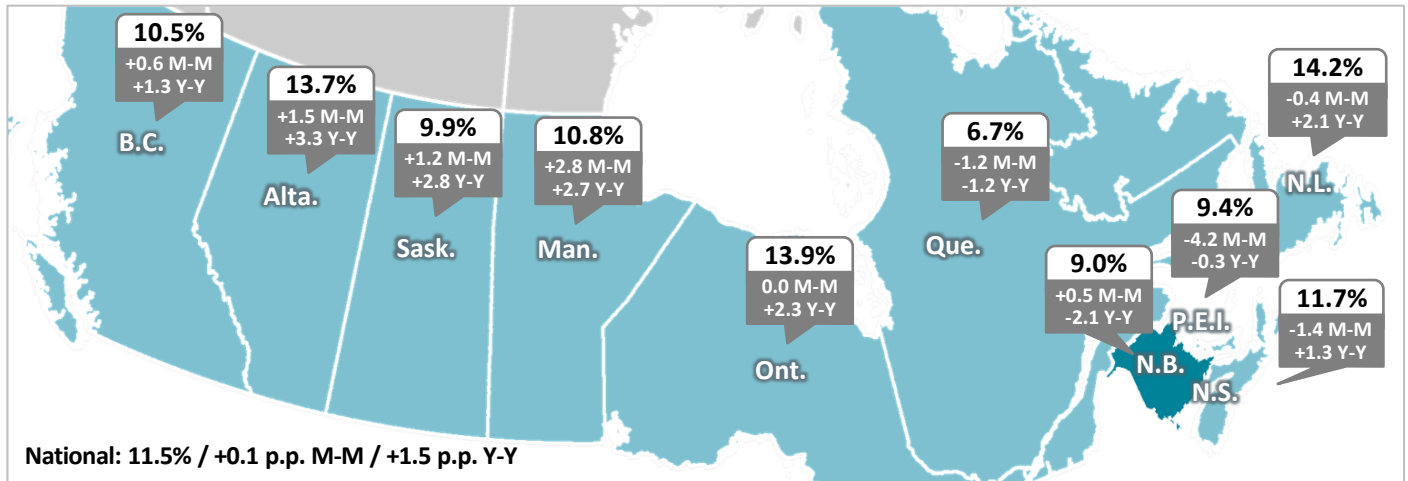 10.5%
+0.6 M-M
+1.3 Y-Y
B.C.
13.7%
+1.5 M-M
+3.3 Y-Y
Alta.
9.9%
+1.2 M-M
+2.8 Y-Y
Sask.
10.8%
+2.8 M-M
+2.7 Y-Y
Man.
13.9%
0.0 M-M
+2.3 Y-Y
Ont.
6.7%
-1.2 M-M
-1.2 Y-Y
Que.
14.2%
-0.4 M-M
+2.1 Y-Y
N.L.
9.4%
-4.2 M-M
-0.3 Y-Y
P.E.I.
9.0%
+0.5 M-M
-2.1 Y-Y
N.B.
11.7%
-1.4 M-M
+1.3 Y-Y
N.S.
National: 11.5% / +0.1 p.p. M-M / +1.5 p.p. Y-Y